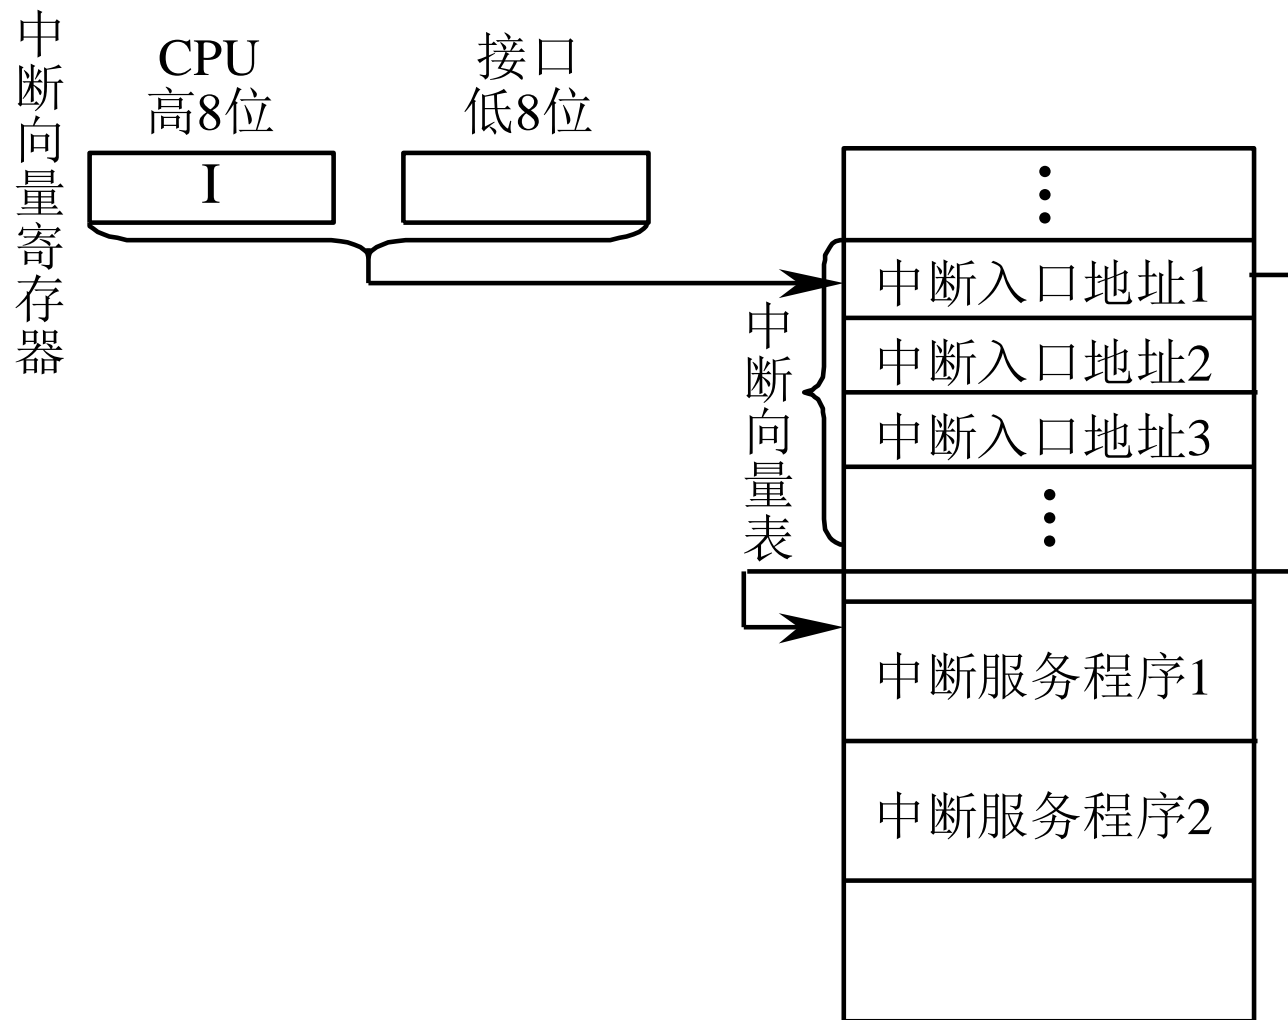 中断向量寄存器
CPU
高8位
接口
低8位
I
中断向量表
中断入口地址1
中断入口地址2
中断入口地址3
中断服务程序1
中断服务程序2